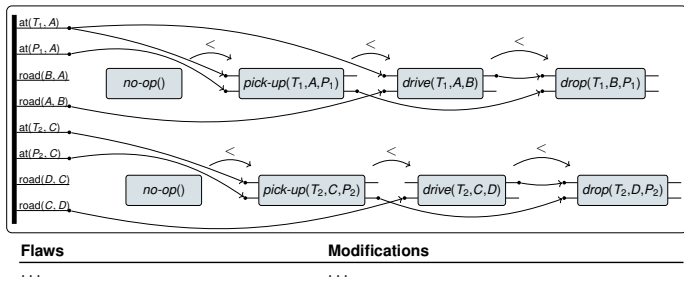 at(T₁, A)
at(P₁, A)
road(B, A)
road(A, B)
at(T₂, C)
at(P₂, C)
road(D, C)
road(C, D)
< < <
no-op() pick-up(T₁,A,P₁) drive(T₁,A,B) drop(T₁,B,P₁)
< < <
no-op() pick-up(T₂,C,P₂) drive(T₂,C,D) drop(T₂,D,P₂)
Flaws Modifications
. . . . . .